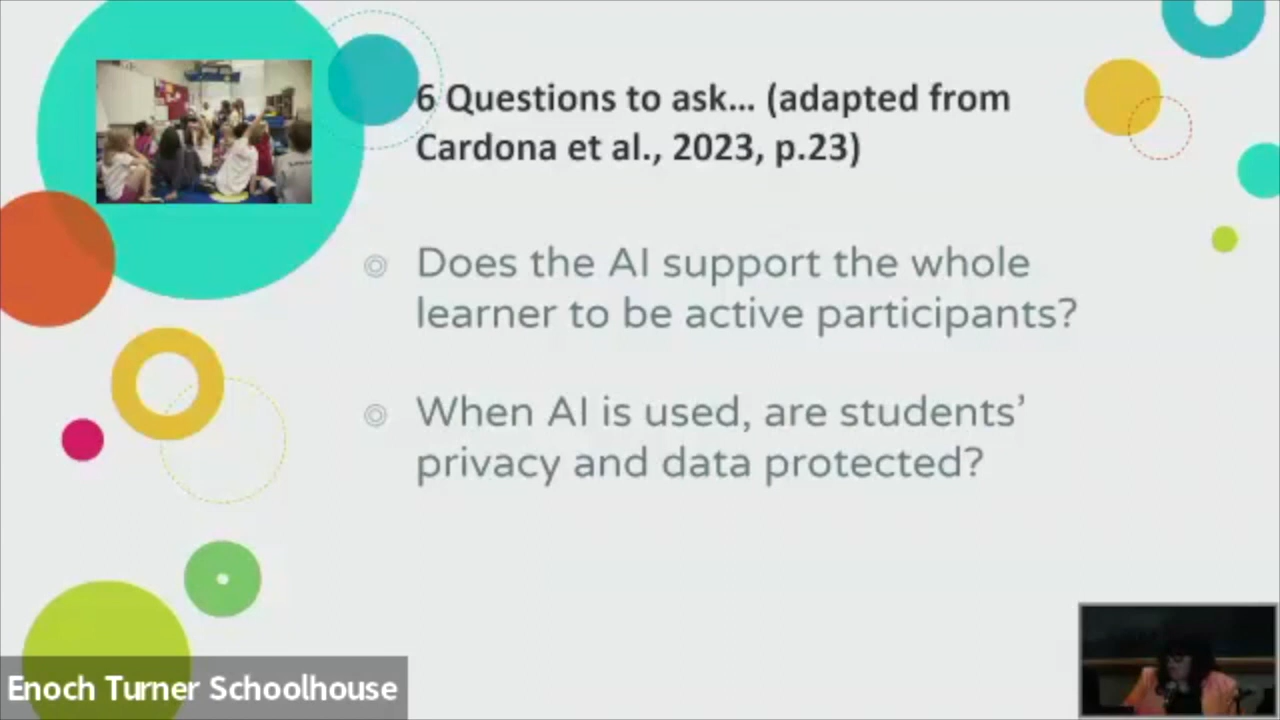 6 Questions to ask... (adapted from
Cardona et al., 2023, p.23)
Does the AI support the whole
learner to be active participants?
When AI is used, are students’
privacy and data protected?
Enoch Turner Schoolhouse